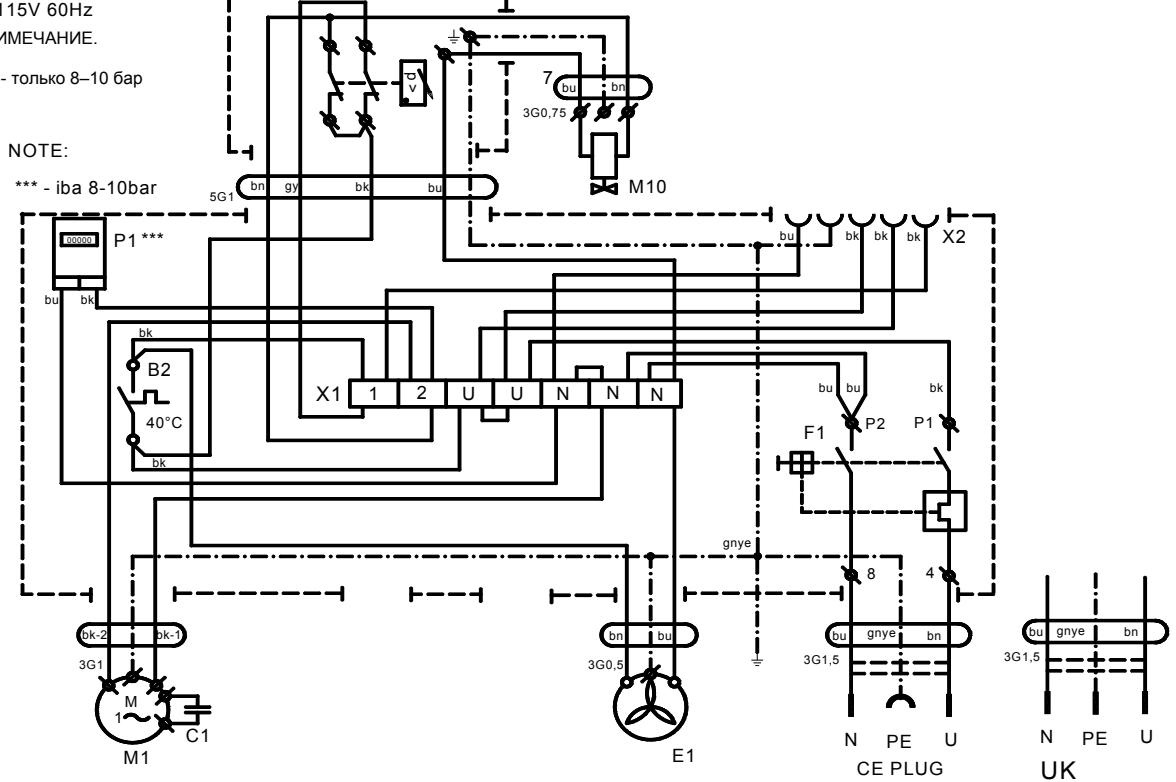 115V 60Hz
ИМЕЧАНИЕ.
- только 8–10 бар
NOTE:
*** - iba 8-10bar
p>
7
bu bn
3G0,75
M10
bn gy bk bu
5G1
00000
P1 ***
bu bk
bu bk bk bk
X2
bk
B2
40°C
bk
X1 1 2 U U N N N
bu bu bk
P2 P1
F1
gnye
8 4
bk-2 bk-1
3G1
M
1
C1
M1
bn bu
3G0,5
E1
bu gnye bn
3G1,5
N PE U
CE PLUG
bu gnye bn
3G1,5
N PE U
UK